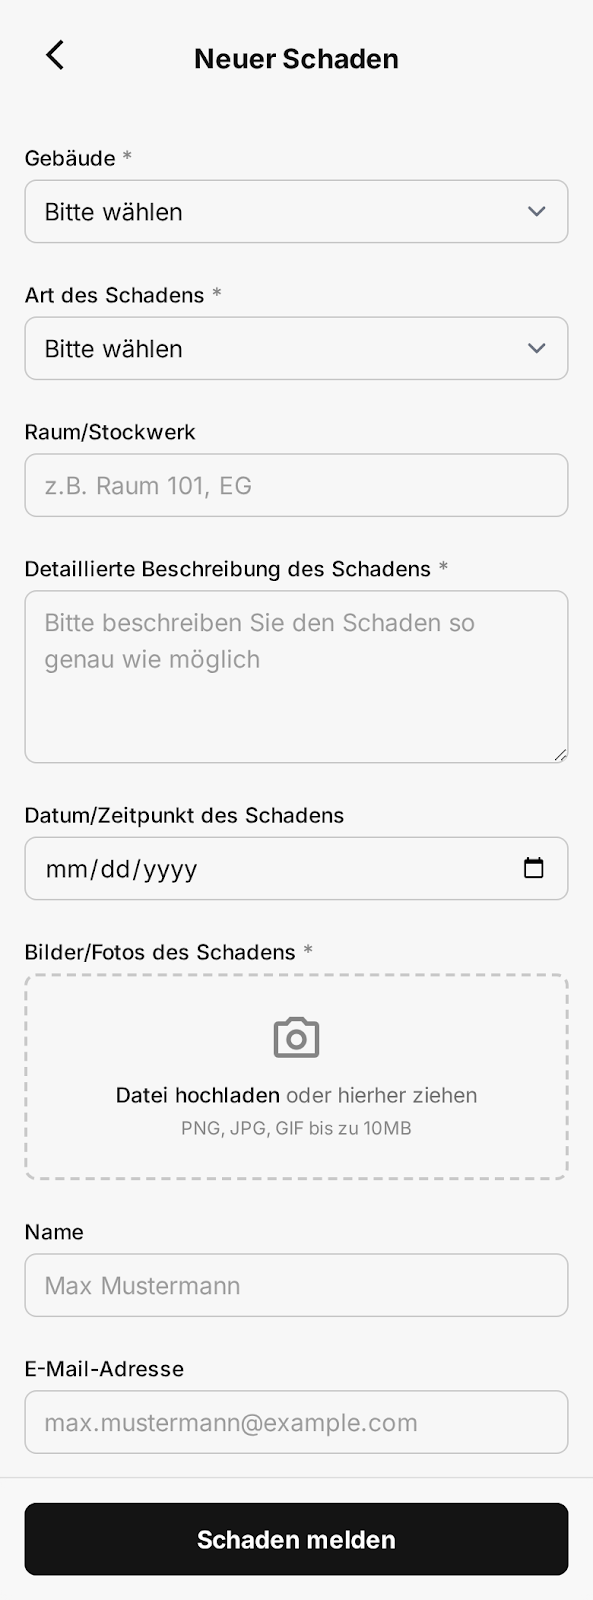 Neuer Schaden
Gebäude *
Bitte wählen
Art des Schadens *
Bitte wählen
Raum/Stockwerk
z.B. Raum 101, EG
Detaillierte Beschreibung des Schadens *
Bitte beschreiben Sie den Schaden so
genau wie möglich
Datum/Zeitpunkt des Schadens
mm/dd/yyyy
Bilder/Fotos des Schadens *
Datei hochladen oder hierher ziehen
PNG, JPG, GIF bis zu 10MB
Name
Max Mustermann
E-Mail-Adresse
max.mustermann@example.com
Schaden melden